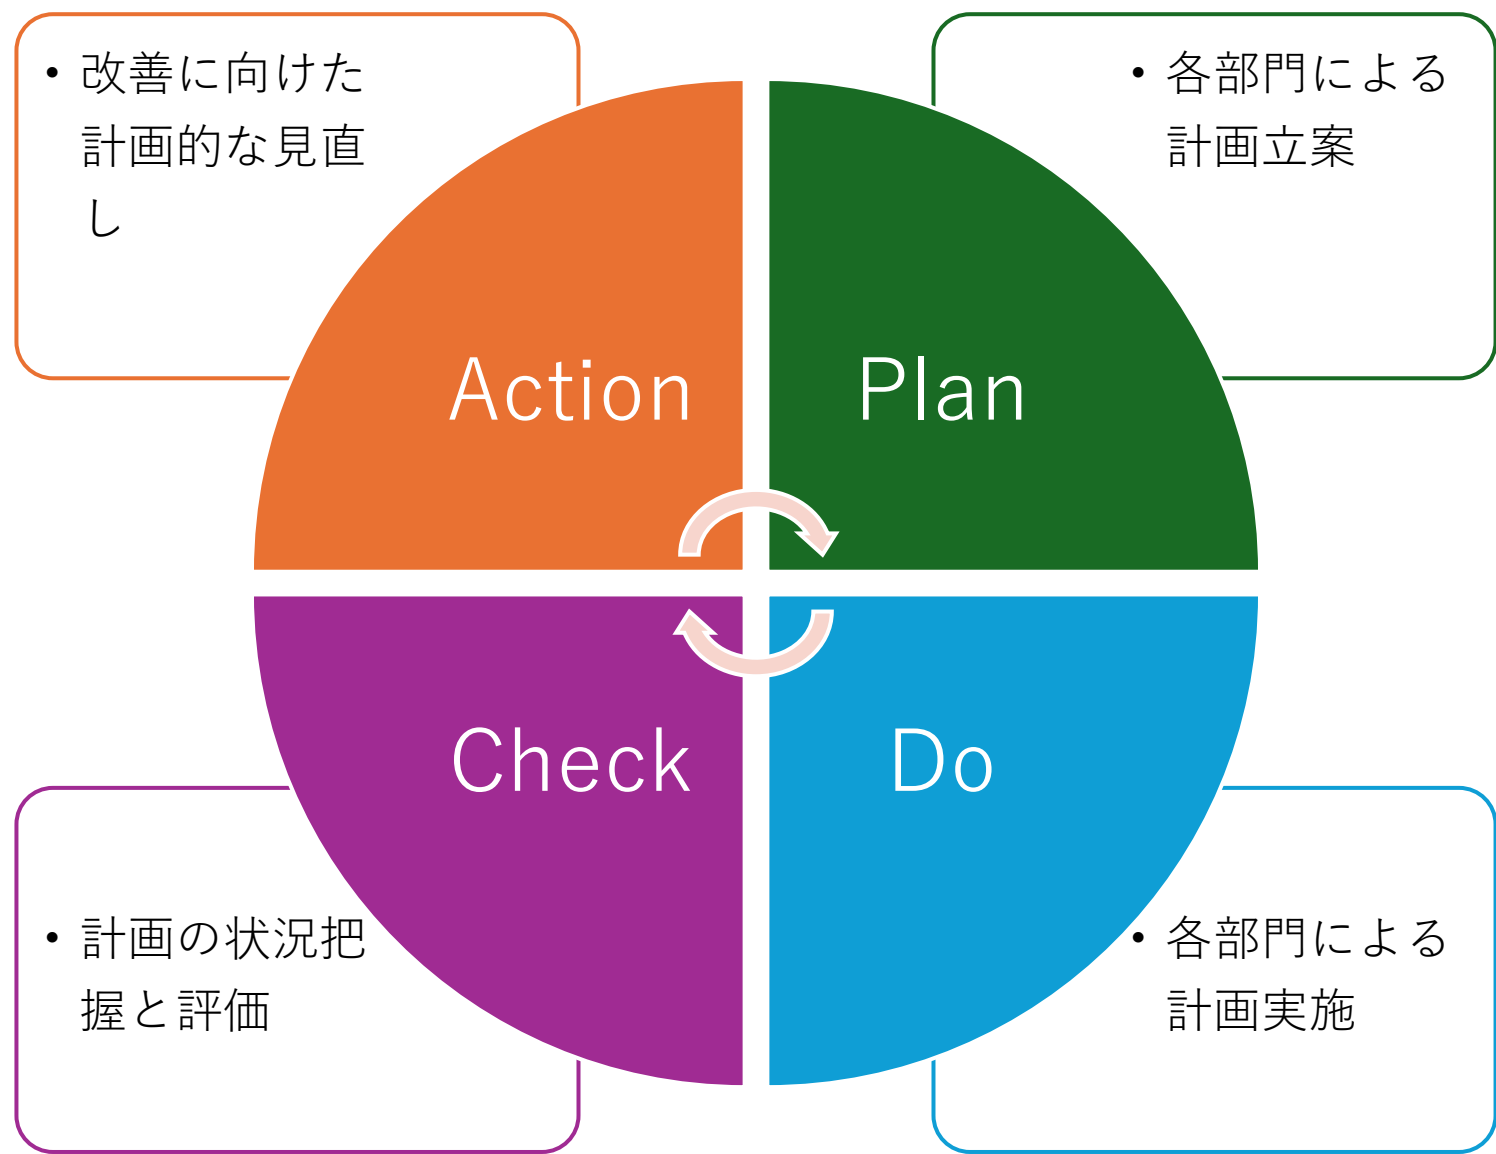 • 改善に向けた
計画的な見直
し
• 各部門による
計画立案
Action
Plan
Check
Do
• 計画の状況把
握と評価
• 各部門による
計画実施